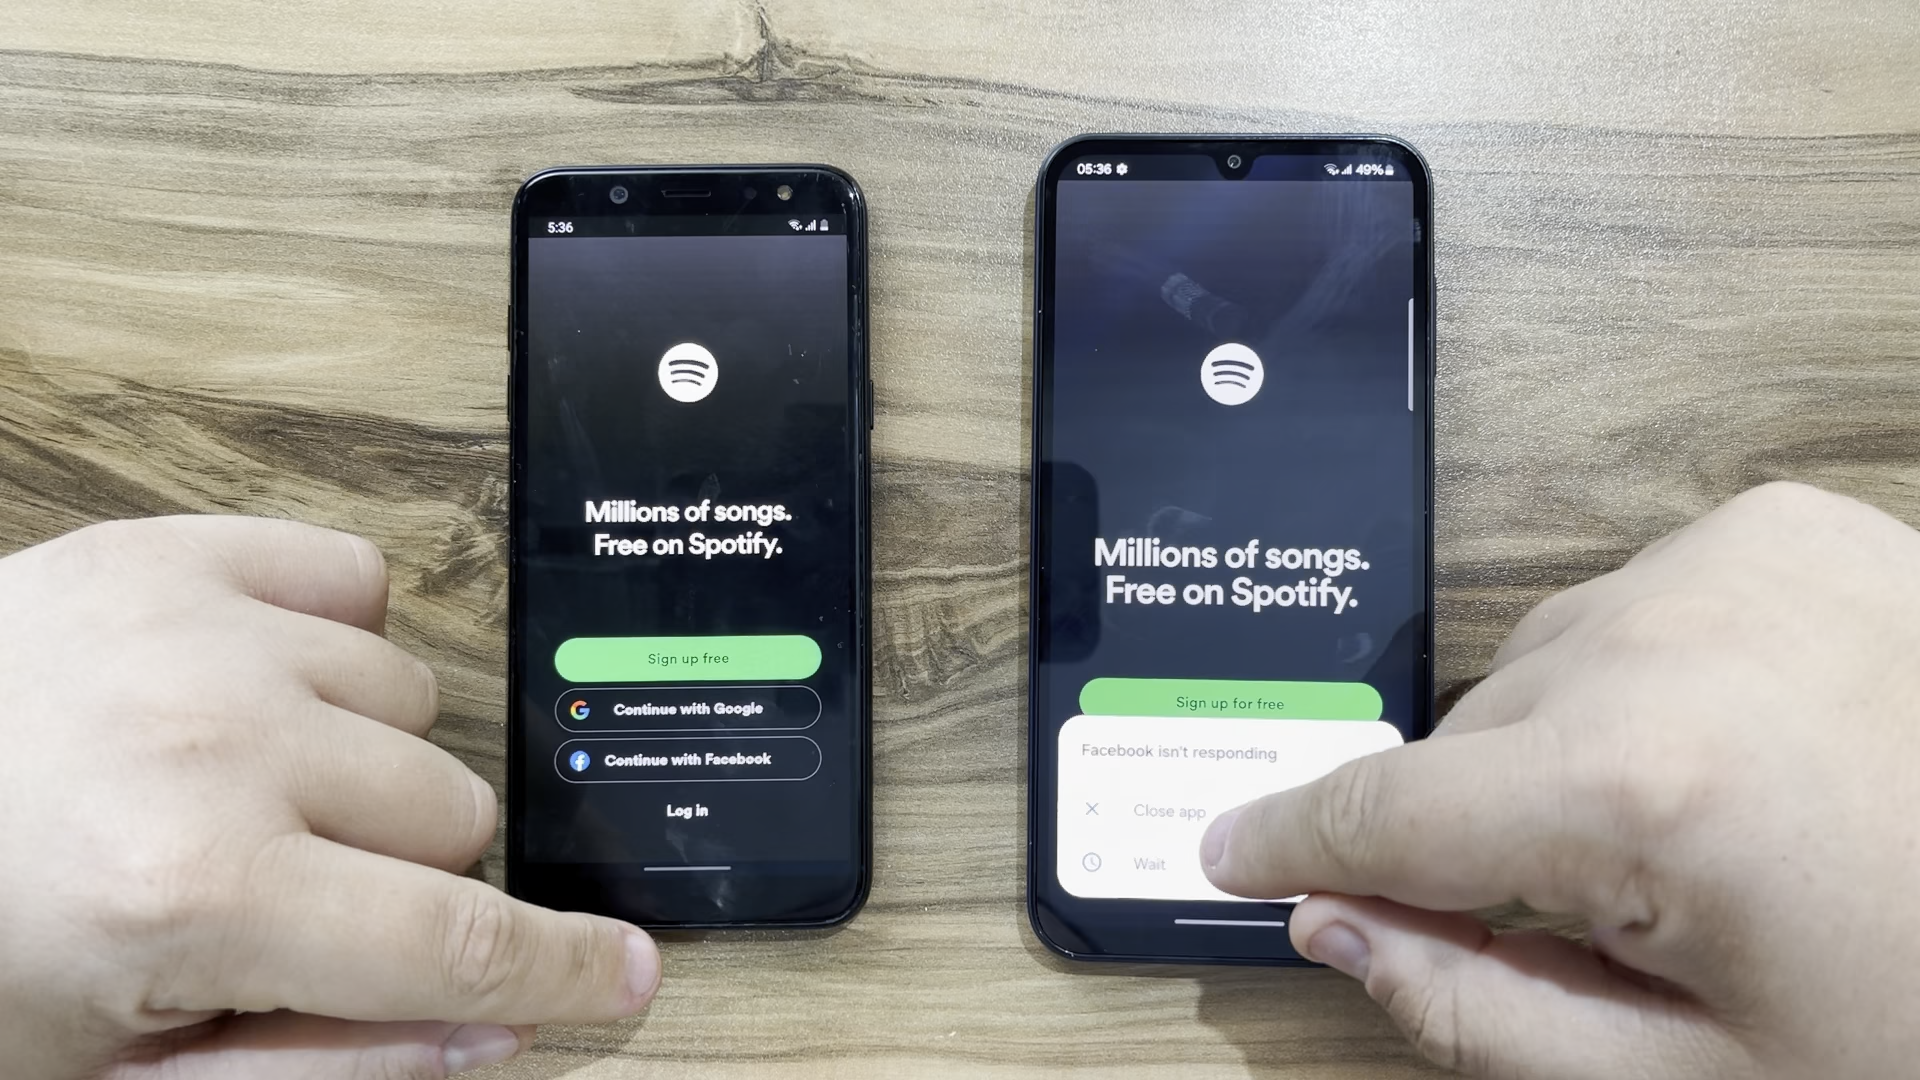 5:36
Millions of songs.
Free on Spotify.
Sign up free
Continue with Google
Continue with Facebook
Log in
05:36
49%
Millions of songs.
Free on Spotify.
Sign up for free
Facebook isn't responding
Close app
Wait